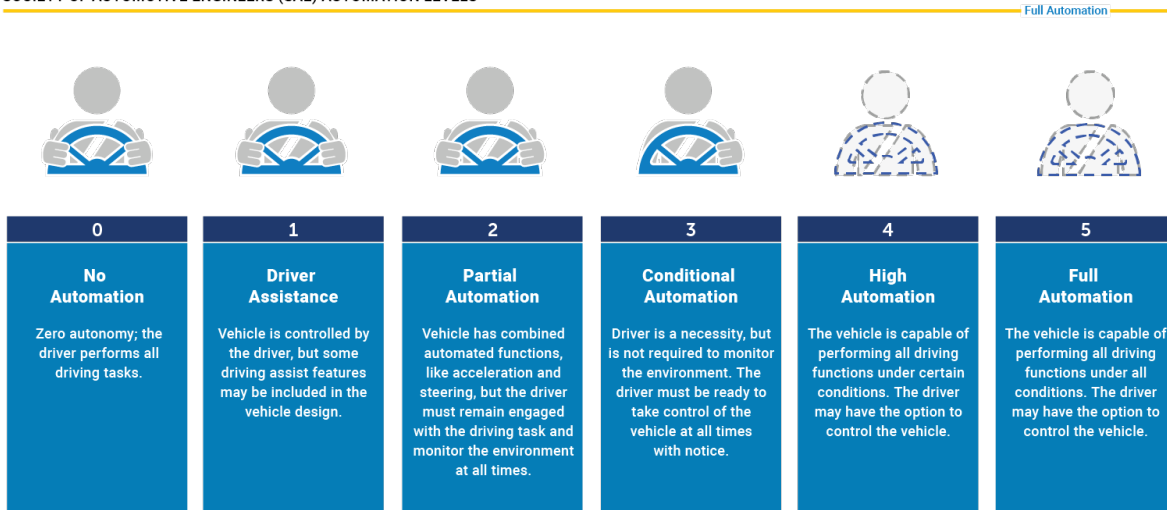 SOCIETY OF AUTOMOTIVE ENGINEERS (SAE) AUTOMATION LEVELS
Full Automation
0
No
Automation
Zero autonomy; the
driver performs all
driving tasks.
1
Driver
Assistance
Vehicle is controlled by
the driver, but some
driving assist features
may be included in the
vehicle design.
2
Partial
Automation
Vehicle has combined
automated functions,
like acceleration and
steering, but the driver
must remain engaged
with the driving task and
monitor the environment
at all times.
3
Conditional
Automation
Driver is a necessity, but
is not required to monitor
the environment. The
driver must be ready to
take control of the
vehicle at all times
with notice.
4
High
Automation
The vehicle is capable of
performing all driving
functions under certain
conditions. The driver
may have the option to
control the vehicle.
5
Full
Automation
The vehicle is capable of
performing all driving
functions under all
conditions. The driver
may have the option to
control the vehicle.